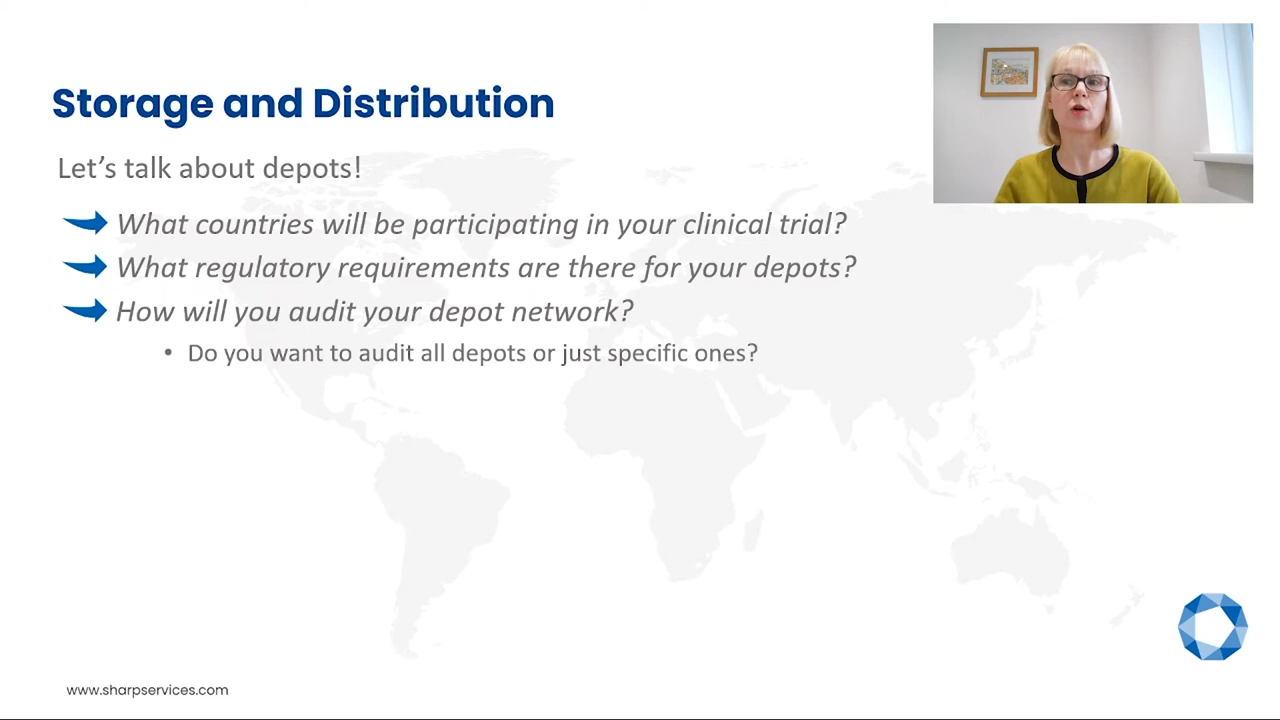 Storage and Distribution
Let’s talk about depots!
What countries will be participating in your clinical trial?
What regulatory requirements are there for your depots?
How will you audit your depot network?
• Do you want to audit all depots or just specific ones?
www.sharpservices.com